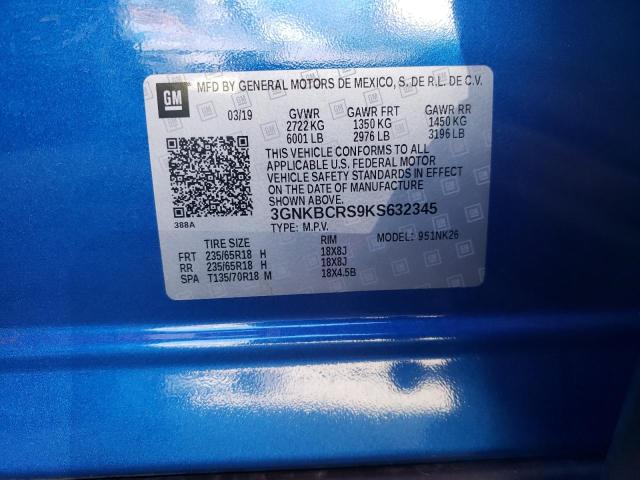 GM
MFD BY GENERAL MOTORS DE MEXICO, S. DE R.L. DE C.V.
03/19 GVWR GAWR FRT GAWR RR
2722 KG 1350 KG 1450 KG
6001 LB 2976 LB 3196 LB
THIS VEHICLE CONFORMS TO ALL
APPLICABLE U.S. FEDERAL MOTOR
VEHICLE SAFETY STANDARDS IN EFFECT
ON THE DATE OF MANUFACTURE
SHOWN ABOVE.
388A
3GNKBCRS9KS632345
TYPE: M.P.V. MODEL: 951NK26
TIRE SIZE RIM
FRT 235/65R18 H 18X8J
RR 235/65R18 H 18X8J
SPA T135/70R18 M 18X4.5B